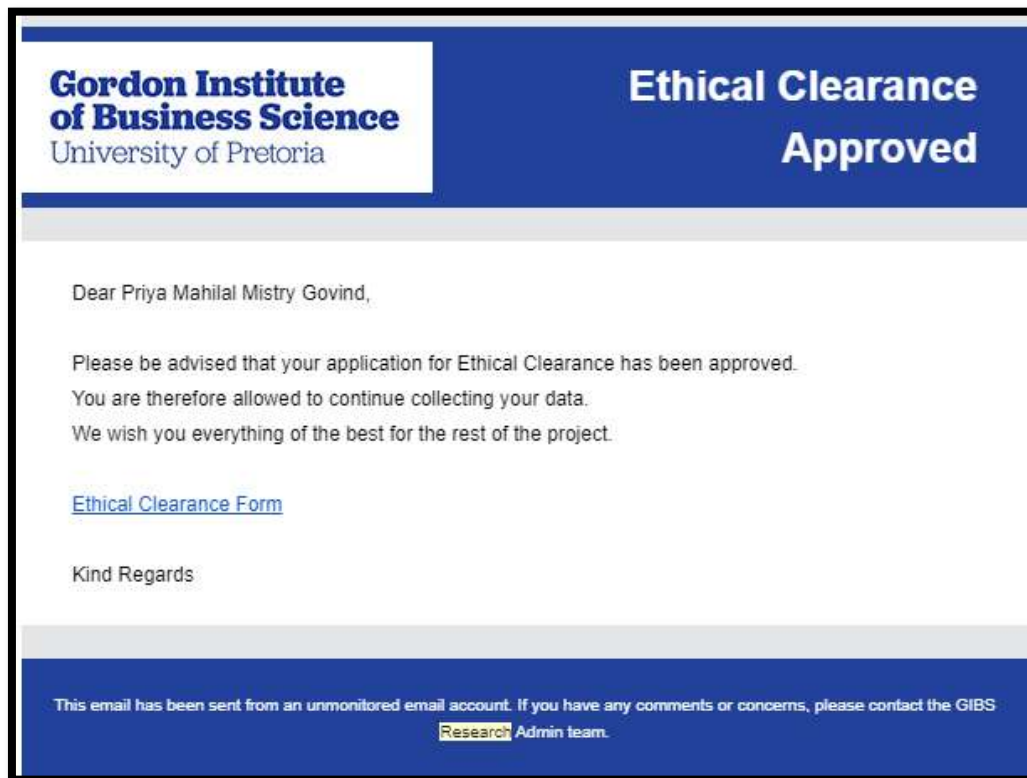 Gordon Institute
of Business Science
University of Pretoria
Ethical Clearance
Approved
Dear Priya Mahilal Mistry Govind,
Please be advised that your application for Ethical Clearance has been approved.
You are therefore allowed to continue collecting your data.
We wish you everything of the best for the rest of the project.
Ethical Clearance Form
Kind Regards
This email has been sent from an unmonitored email account. If you have any comments or concerns, please contact the GIBS
Research Admin team.